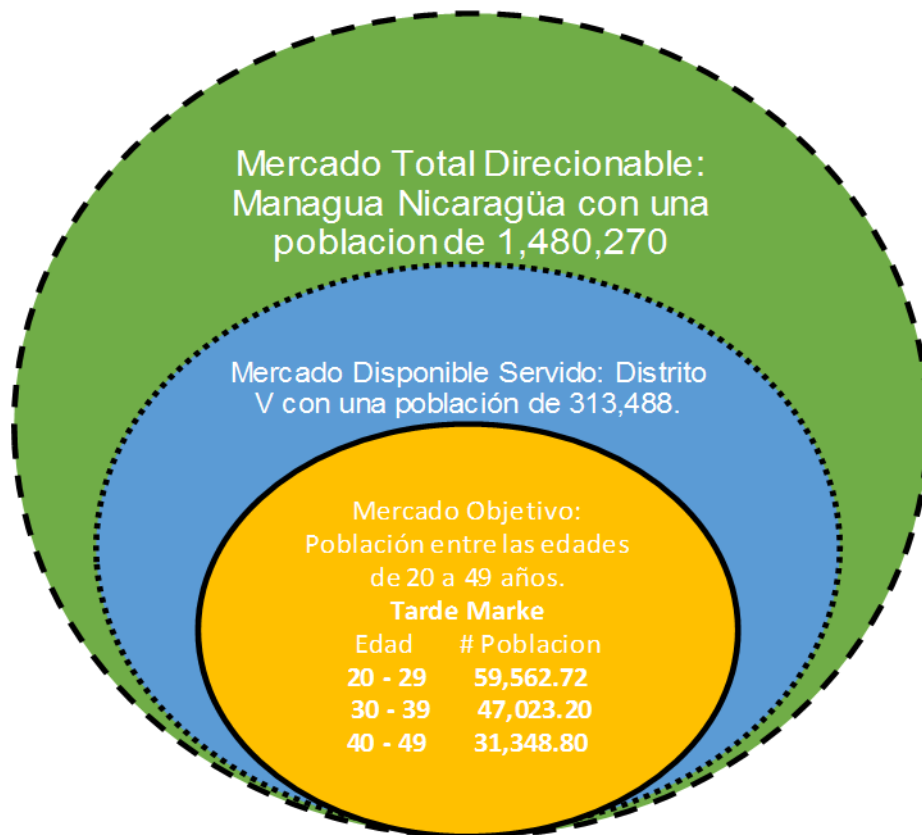 Mercado Total Direcionable:
Managua Nicaragüa con una
poblacion de 1,480,270
Mercado Disponible Servido: Distrito
V con una población de 313,488.
Mercado Objetivo:
Población entre las edades
de 20 a 49 años.
Tarde Marke
Edad # Poblacion
20 - 29 59,562.72
30 - 39 47,023.20
40 - 49 31,348.80